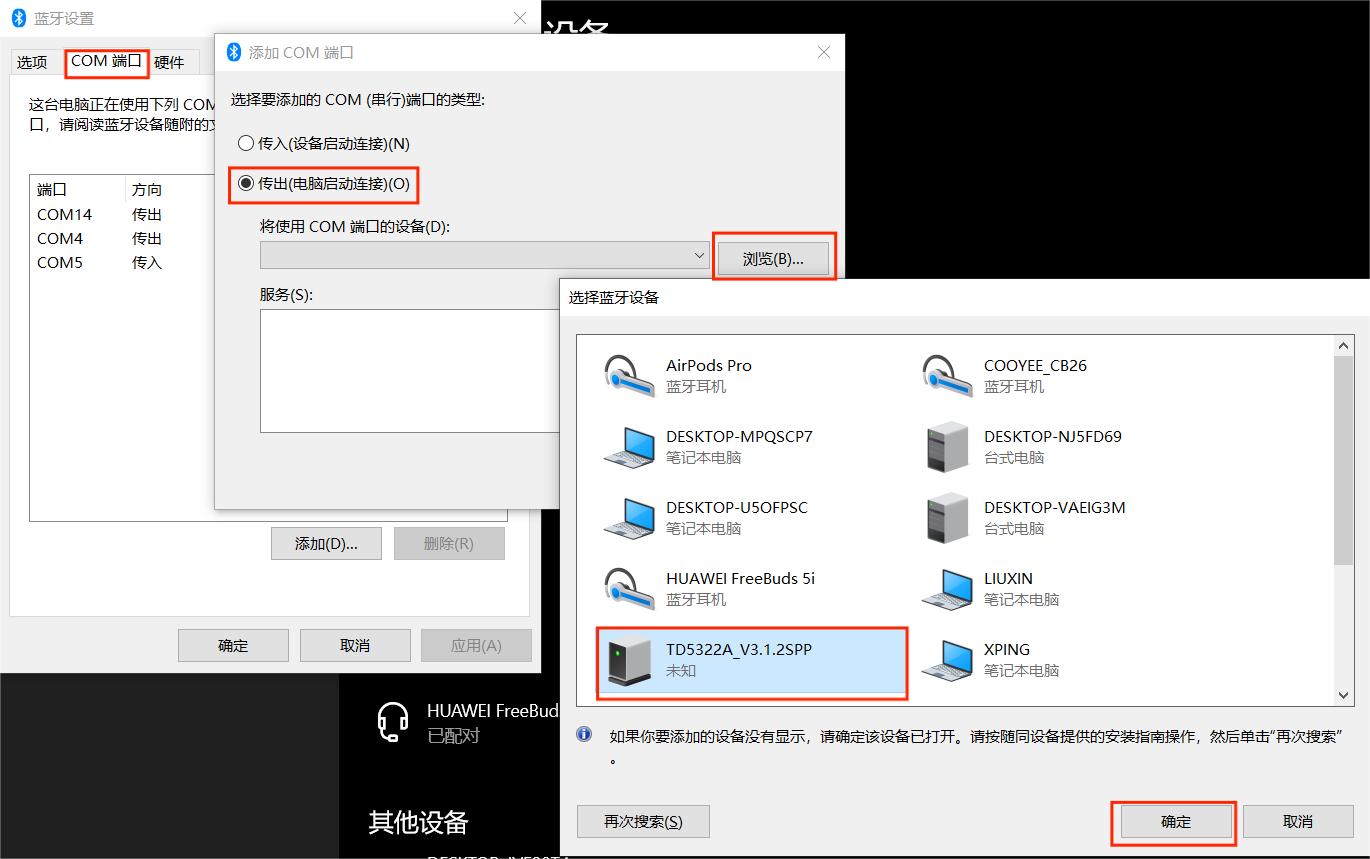 蓝牙设置
设备
选项
COM 端口
硬件
这台电脑正在使用下列 COM
口，请阅读蓝牙设备随附的文
端口 方向
COM14 传出
COM4 传出
COM5 传入
添加(D)...
删除(R)
确定
取消
应用(A)
添加 COM 端口
选择要添加的 COM (串行)端口的类型:
传入(设备启动连接)(N)
传出(电脑启动连接)(O)
将使用 COM 端口的设备(D):
浏览(B)...
服务(S):
选择蓝牙设备
AirPods Pro
蓝牙耳机
COOYEE_CB26
蓝牙耳机
DESKTOP-MPQSCP7
笔记本电脑
DESKTOP-NJ5FD69
台式电脑
DESKTOP-U5OFPSC
笔记本电脑
DESKTOP-VAEIG3M
台式电脑
HUAWEI FreeBuds 5i
蓝牙耳机
LIUXIN
笔记本电脑
TD5322A_V3.1.2SPP
未知
XPING
笔记本电脑
如果你要添加的设备没有显示，请确定该设备已打开。请按随同设备提供的安装指南操作，然后单击“再次搜索”
。
再次搜索(S)
确定
取消
HUAWEI FreeBud
已配对
其他设备